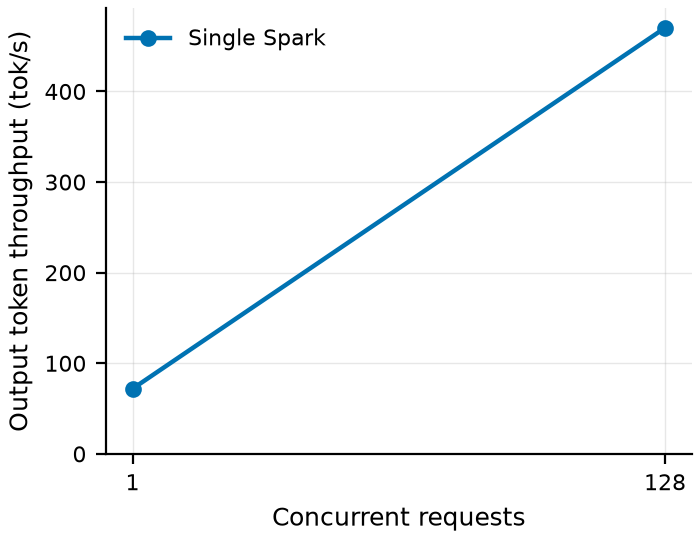 Single Spark
Output token throughput (tok/s)
400
300
200
100
0
1
128
Concurrent requests